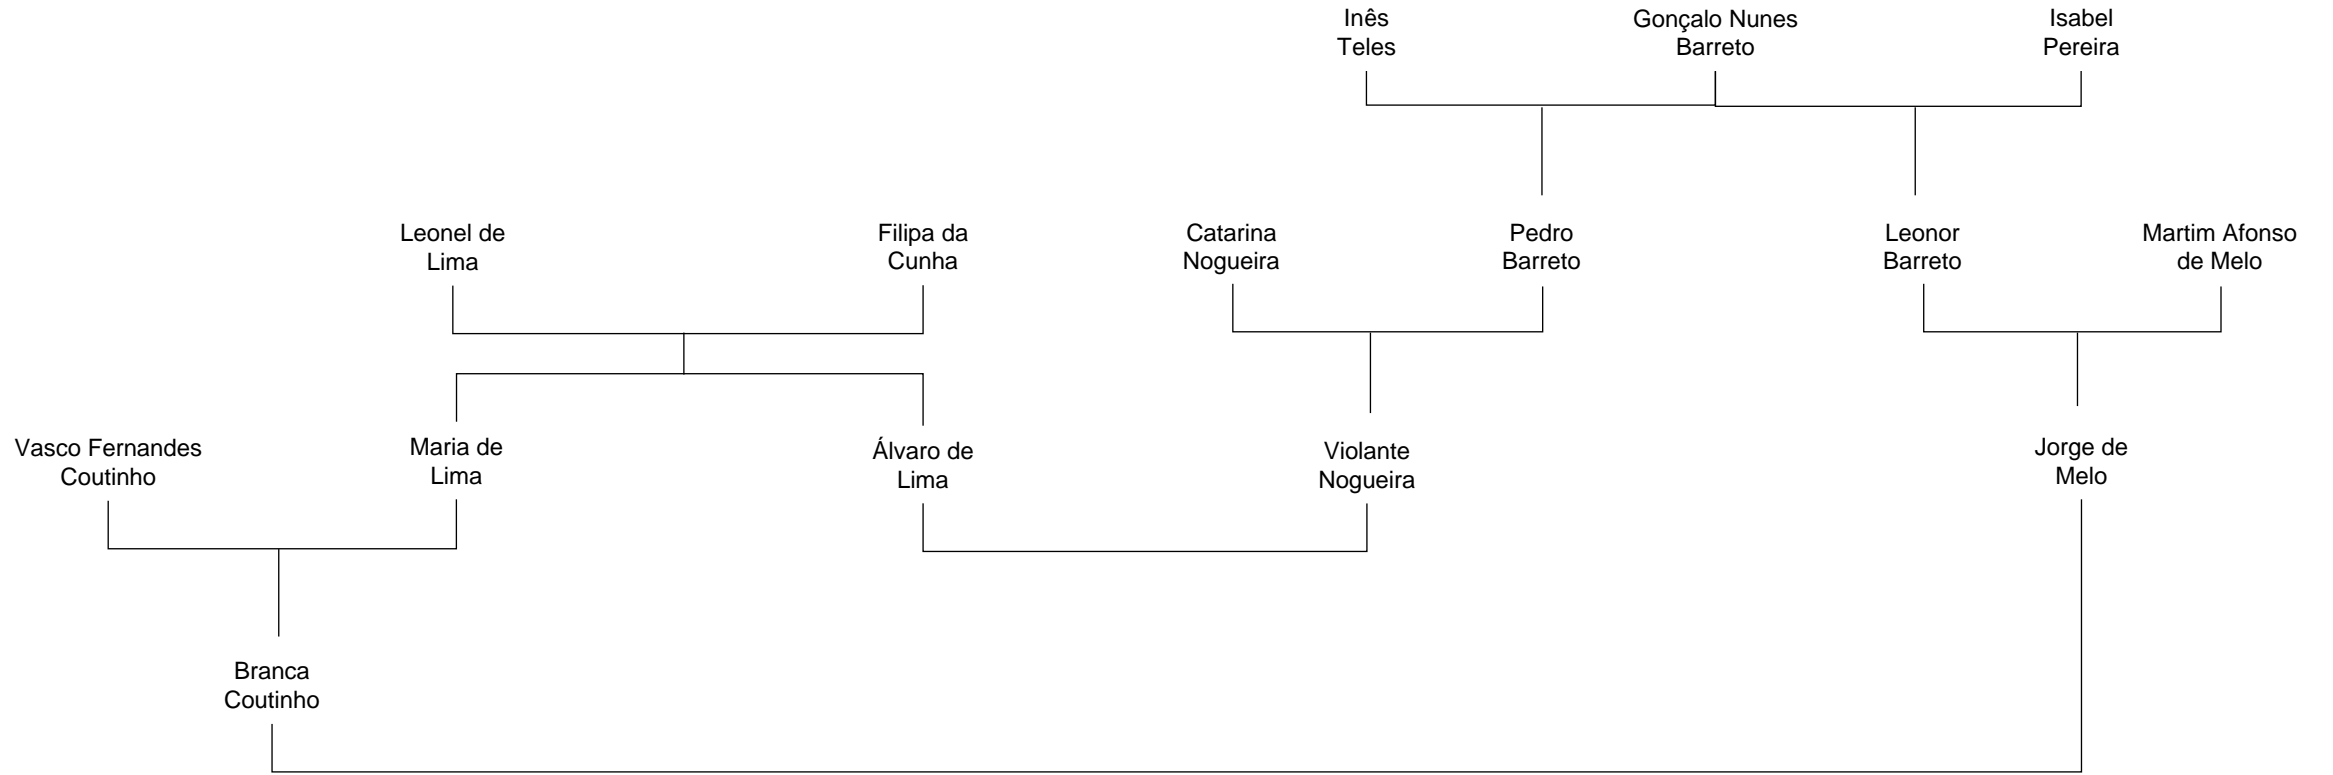 Inês
Teles
Gonçalo Nunes
Barreto
Isabel
Pereira
Leonel de
Lima
Filipa da
Cunha
Catarina
Nogueira
Pedro
Barreto
Leonor
Barreto
Martim Afonso
de Melo
Vasco Fernandes
Coutinho
Maria de
Lima
Álvaro de
Lima
Violante
Nogueira
Jorge de
Melo
Branca
Coutinho